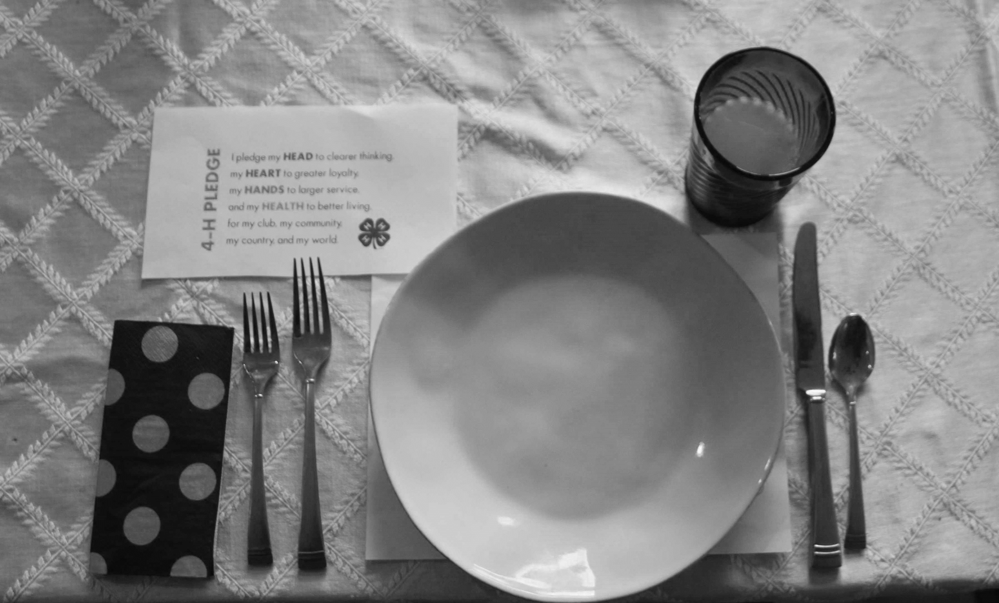 4-H PLEDGE
I pledge my HEAD to clearer thinking,
my HEART to greater loyalty,
my HANDS to larger service,
and my HEALTH to better living,
for my club, my community,
my country, and my world.
H H
H H